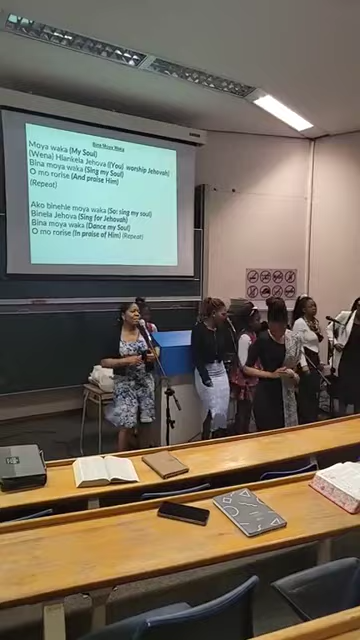 Bina Moya Waka
Moya waka (My Soul)
(Wena) Hlankela Jehova ((You) worship Jehovah)
Bina moya waka (Sing my Soul)
O mo rorise (And praise Him)
(Repeat)
Ako binehle moya waka (So: sing my soul)
Binela Jehova (Sing for Jehovah)
Bina moya waka (Dance my Soul)
O mo rorise (In praise of Him) (Repeat)